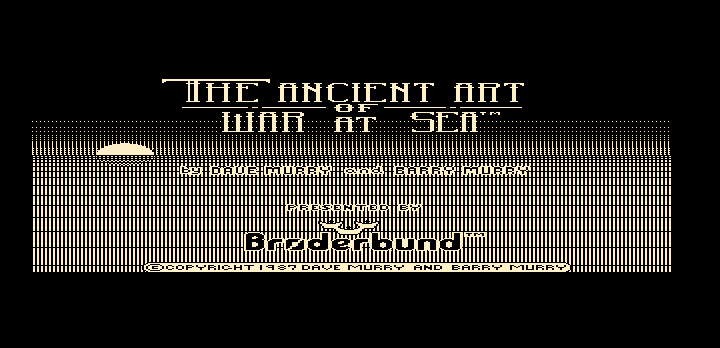 THE ANCIENT ART
OF
WAR AT SEA™
by DAVE MURRY and BARRY MURRY
PRESENTED BY
Brøderbund™
©COPYRIGHT 1987 DAVE MURRY AND BARRY MURRY